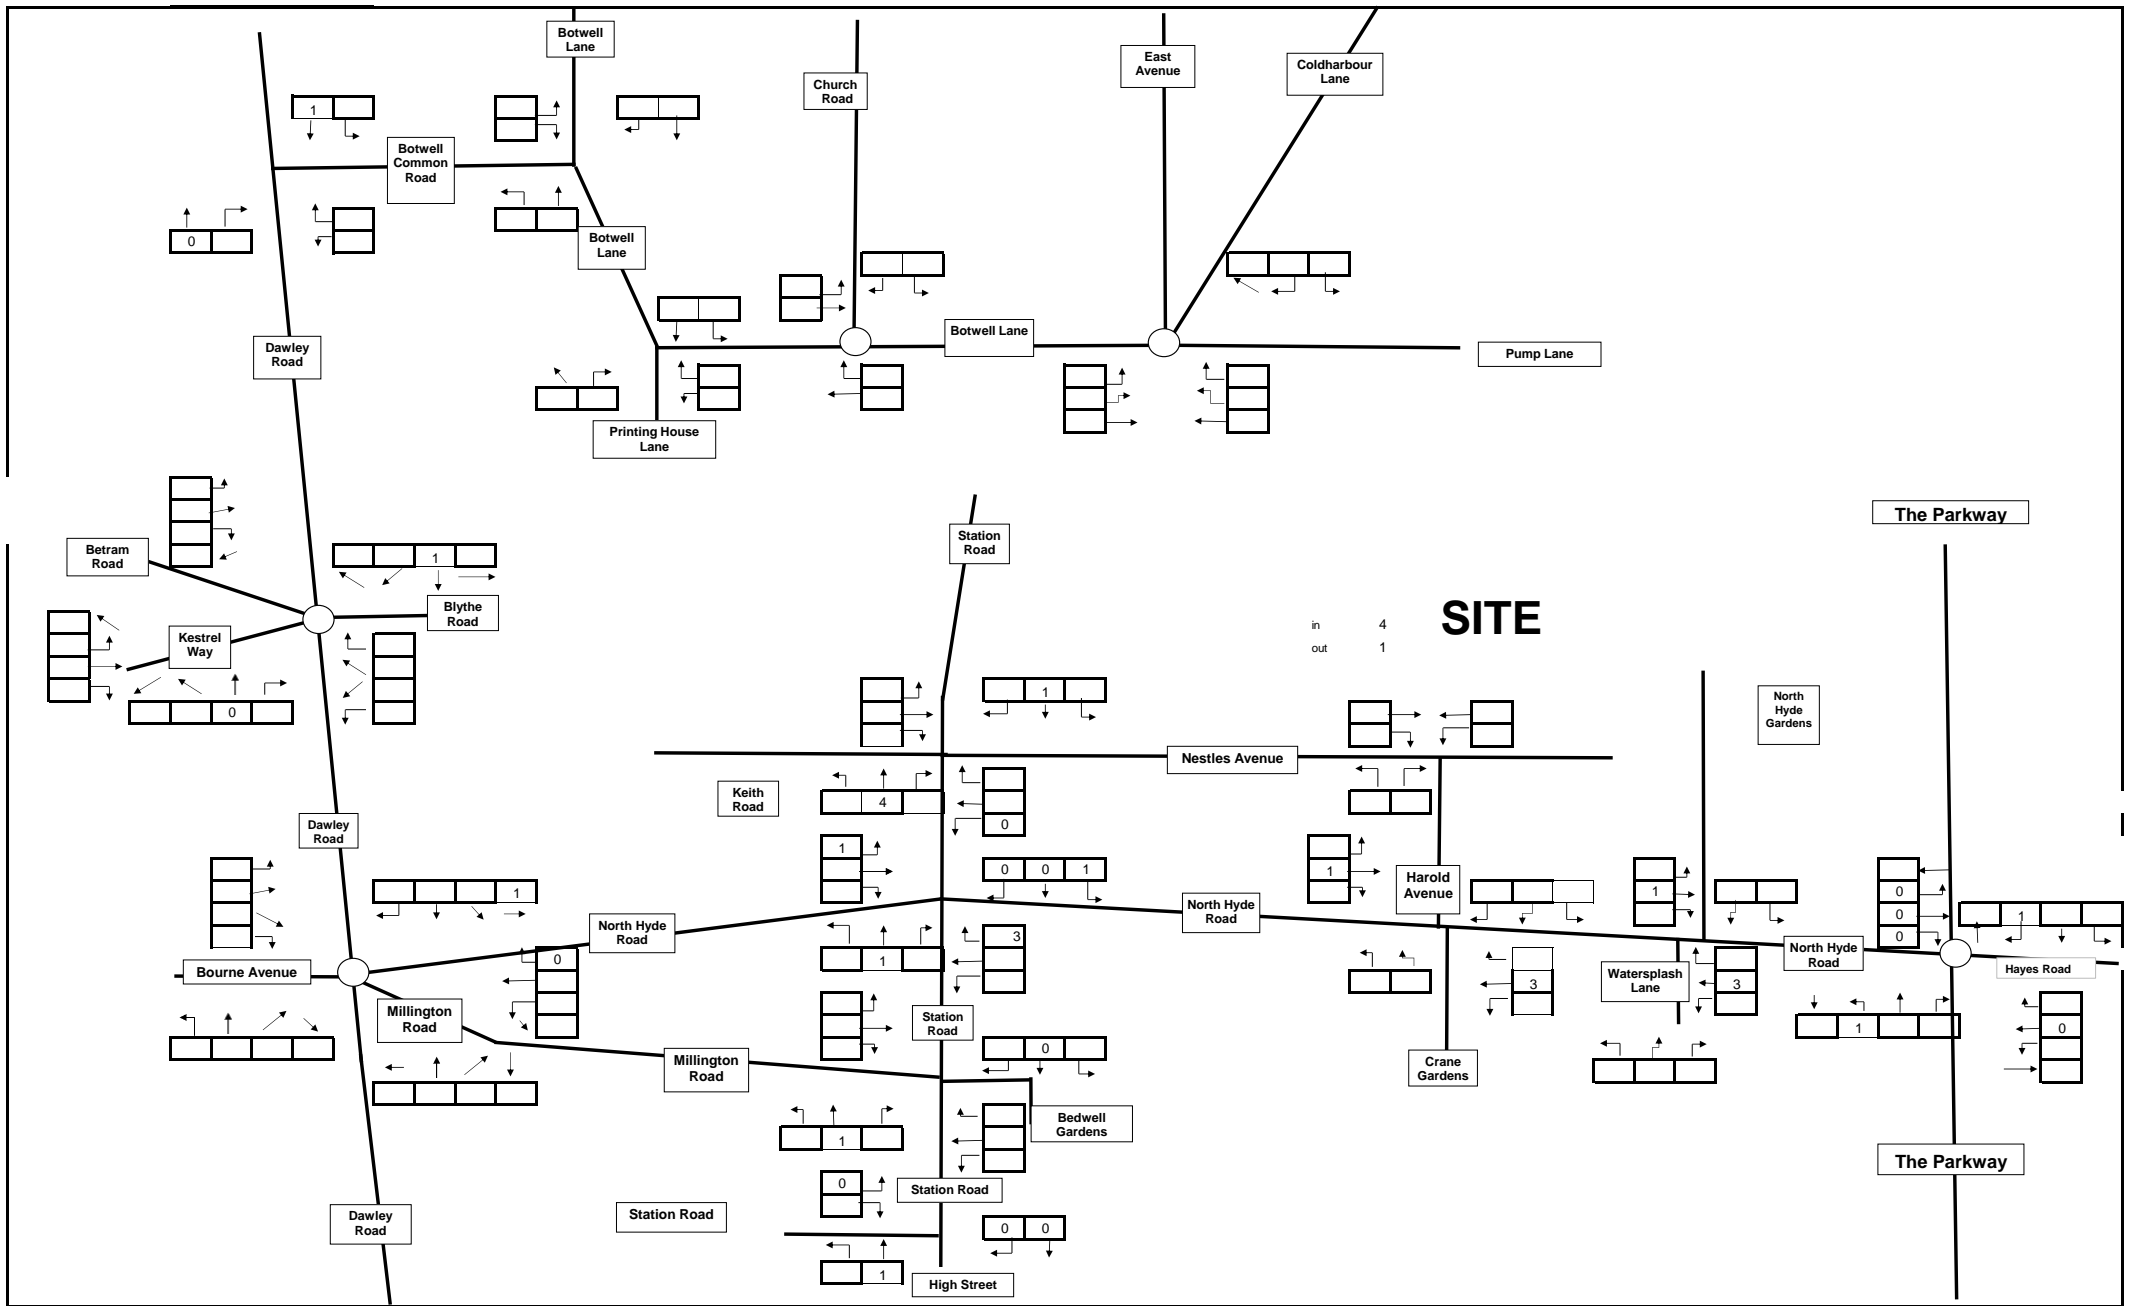 Botwell
Lane
East
Avenue
Coldharbour
Lane
Church
Road
1
Botwell
Common
Road
0
Botwell
Lane
Botwell Lane
Dawley
Road
Pump Lane
Printing House
Lane
The Parkway
Station
Road
Betram
Road
1
Blythe
Road
SITE
in 4
out 1
Kestrel
Way
0
1
North
Hyde
Gardens
Nestles Avenue
Keith
Road
4
0
Dawley
Road
1
0 0 1
1
Harold
Avenue
1
0
0
0
1
1
North Hyde
Road
North Hyde
Road
North Hyde
Road
Bourne Avenue
0
1
3
3
Watersplash
Lane
3
Hayes Road
Millington
Road
Station
Road
1
0
Millington
Road
0
Crane
Gardens
Bedwell
Gardens
1
The Parkway
0
Station Road
Dawley
Road
Station Road
0 0
1
High Street